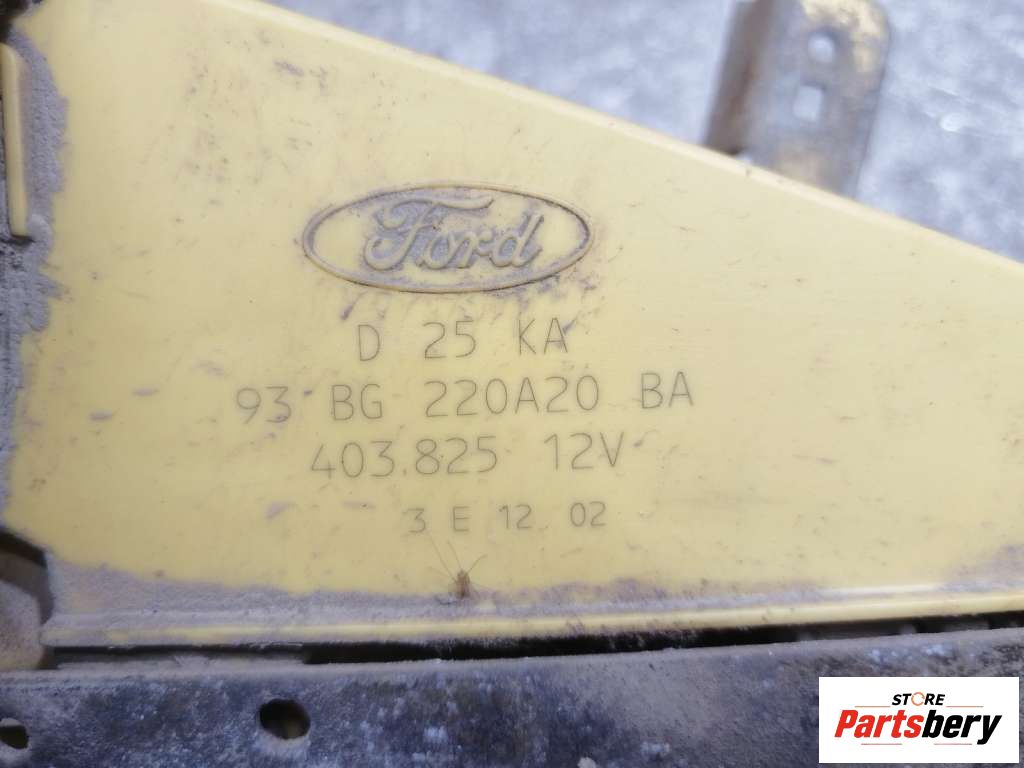 Ford
D 25 KA
93 BG 220A20 BA
403.825 12V
3 E 12 02
STORE
Partsbery